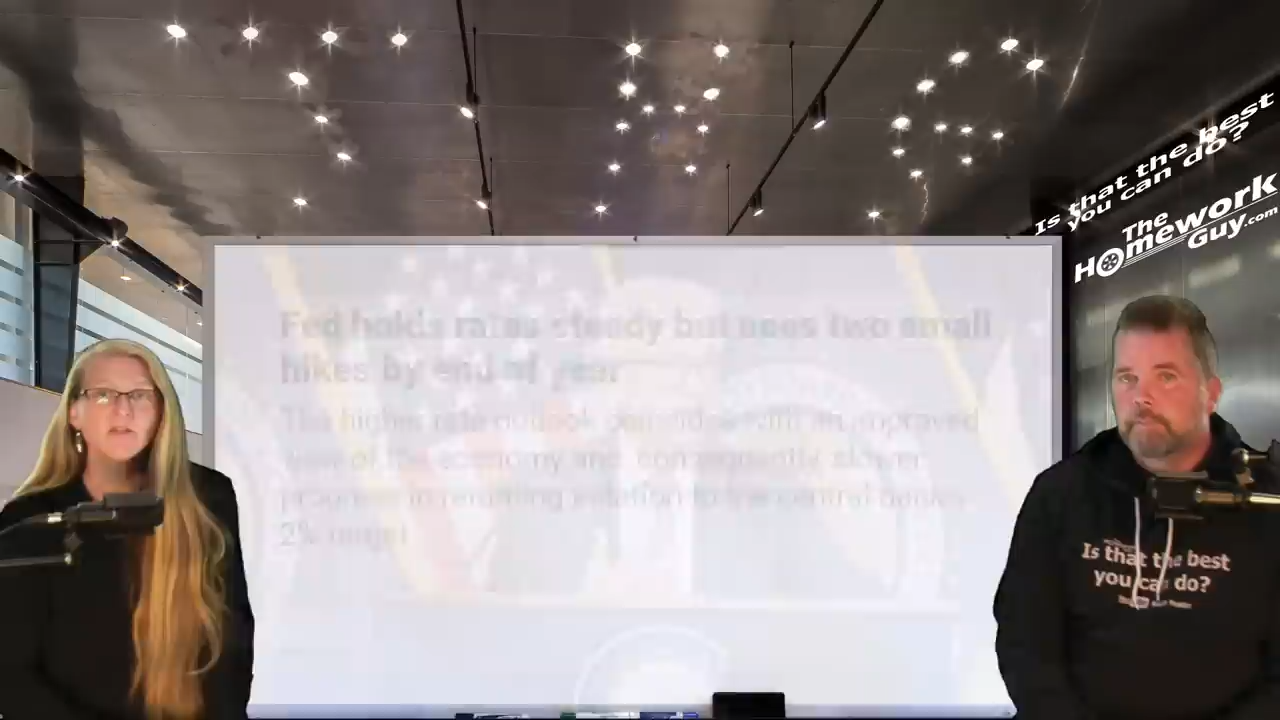 Is that the best
you can do?
The
Homework
Guy.com
Fed holds rates steady but sees two small
hikes by end of year
The higher rate outlook coincides with an improved
view of the economy and, consequently, slower
progress in returning inflation to the central bank's
2% target
Is that the best
you can do?